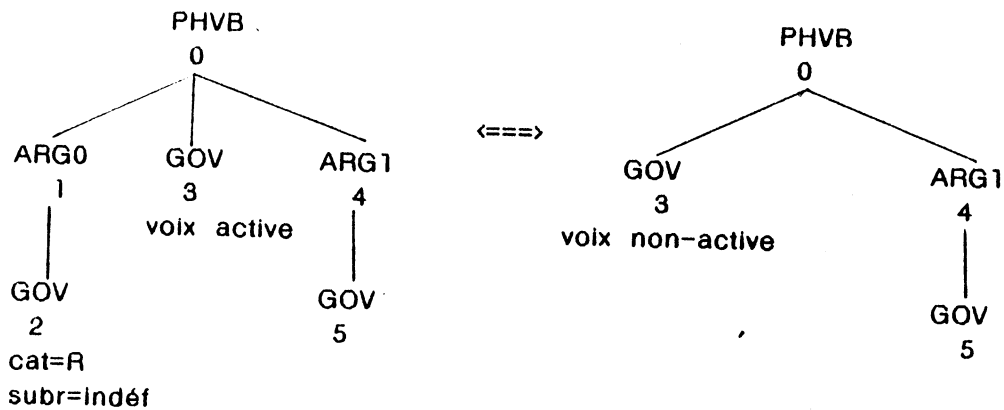 PHVB
0
ARG0
1
GOV
3
voix active
ARG1
4
GOV
2
cat=R
subr=indéf
GOV
5
<===>
PHVB
0
GOV
3
voix non-active
ARG1
4
GOV
5